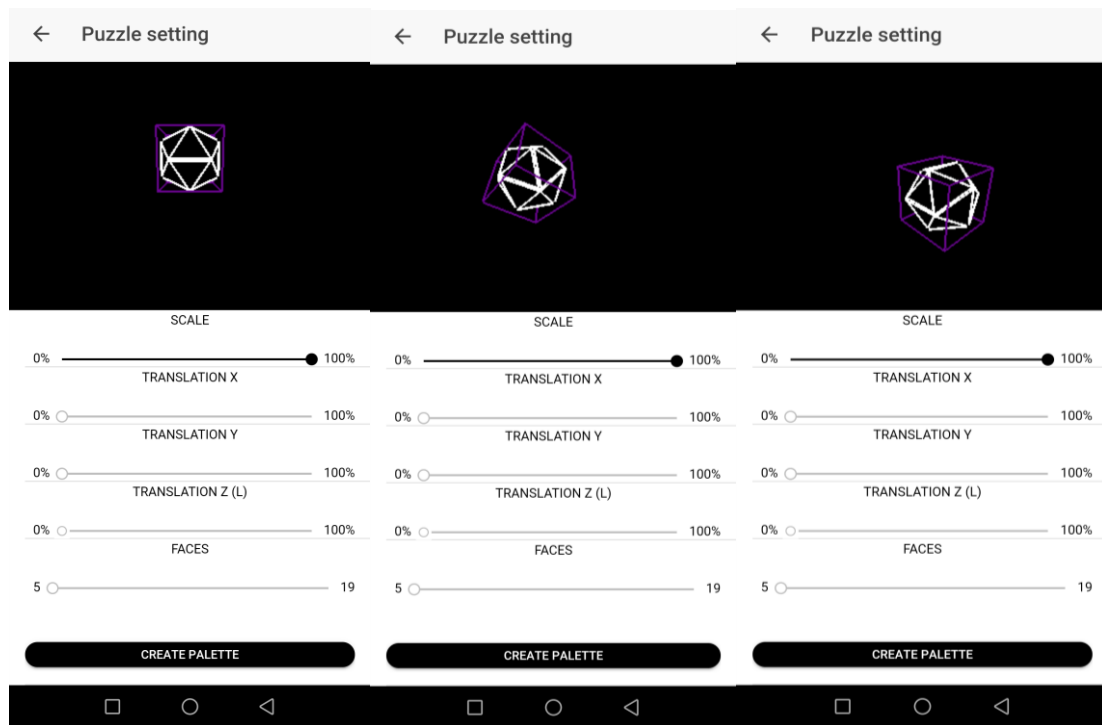 Puzzle setting
SCALE
0% 100%
TRANSLATION X
0% 100%
TRANSLATION Y
0% 100%
TRANSLATION Z (L)
0% 100%
FACES
5 19
CREATE PALETTE
Puzzle setting
SCALE
0% 100%
TRANSLATION X
0% 100%
TRANSLATION Y
0% 100%
TRANSLATION Z (L)
0% 100%
FACES
5 19
CREATE PALETTE
Puzzle setting
SCALE
0% 100%
TRANSLATION X
0% 100%
TRANSLATION Y
0% 100%
TRANSLATION Z (L)
0% 100%
FACES
5 19
CREATE PALETTE